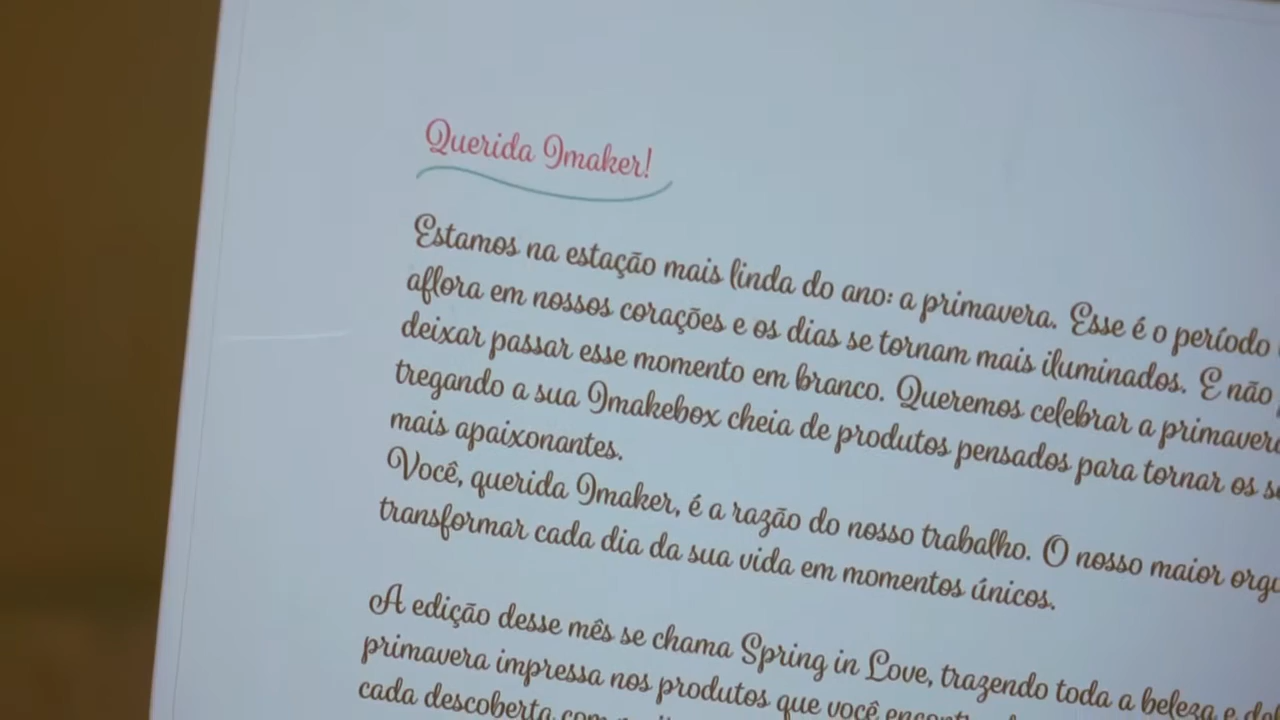 Querida Imaker!
Estamos na estação mais linda do ano: a primavera. Esse é o período
aflora em nossos corações e os dias se tornam mais iluminados. E não
deixar passar esse momento em branco. Queremos celebrar a primavera
tregando a sua Imakebox cheia de produtos pensados para tornar os
mais apaixonantes.
Você, querida Imaker, é a razão do nosso trabalho. O nosso maior
transformar cada dia da sua vida em momentos únicos.
A edição desse mês se chama Spring in Love, trazendo toda a beleza e
primavera impressa nos produtos que você
cada descoberta